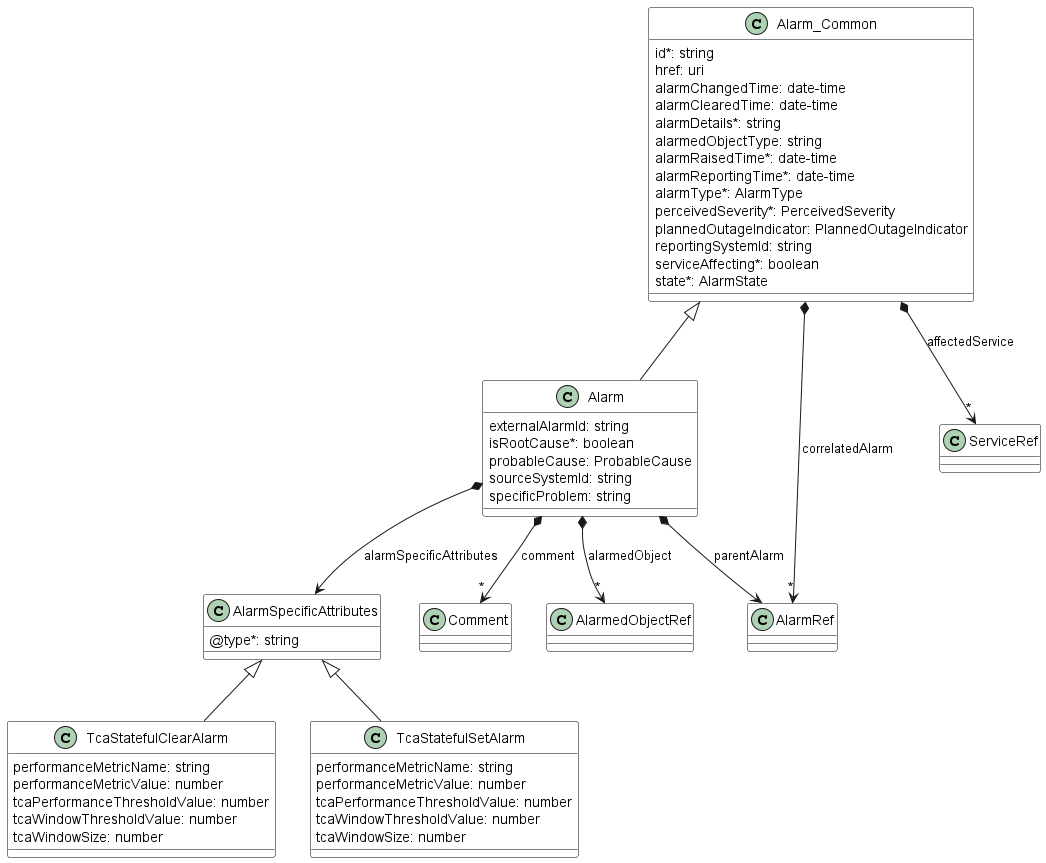 C Alarm_Common
id*: string
href: uri
alarmChangedTime: date-time
alarmClearedTime: date-time
alarmDetails*: string
alarmedObjectType: string
alarmRaisedTime*: date-time
alarmReportingTime*: date-time
alarmType*: AlarmType
perceivedSeverity*: PerceivedSeverity
plannedOutageIndicator: PlannedOutageIndicator
reportingSystemId: string
serviceAffecting*: boolean
state*: AlarmState
affectedService
*
C Alarm
externalAlarmId: string
isRootCause*: boolean
probableCause: ProbableCause
sourceSystemId: string
specificProblem: string
correlatedAlarm
C ServiceRef
alarmSpecificAttributes
comment
alarmedObject
parentAlarm
*
*
*
C AlarmSpecificAttributes
@type*: string
C Comment
C AlarmedObjectRef
C AlarmRef
C TcaStatefulClearAlarm
performanceMetricName: string
performanceMetricValue: number
tcaPerformanceThresholdValue: number
tcaWindowThresholdValue: number
tcaWindowSize: number
C TcaStatefulSetAlarm
performanceMetricName: string
performanceMetricValue: number
tcaPerformanceThresholdValue: number
tcaWindowThresholdValue: number
tcaWindowSize: number